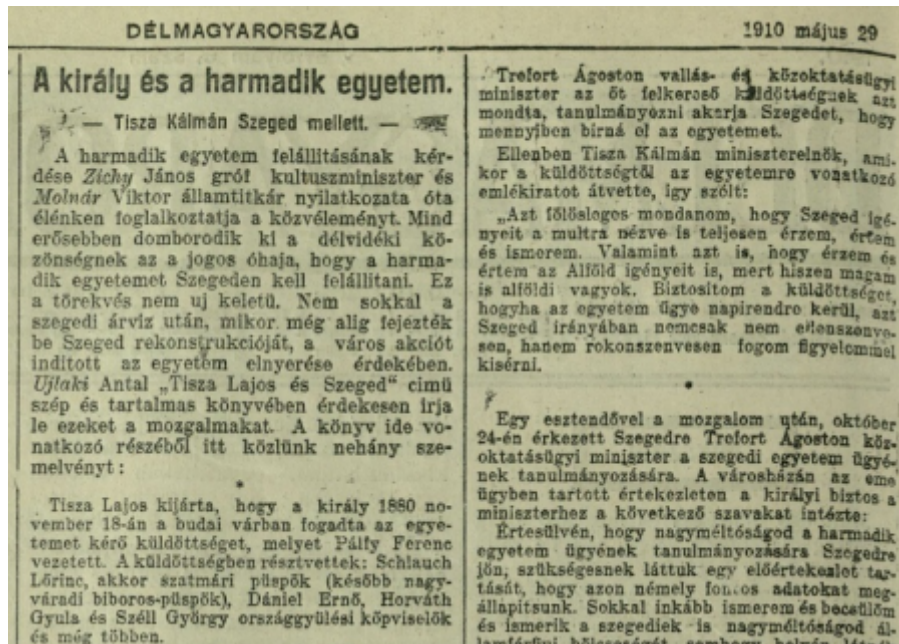 DÉLMAGYARORSZÁG
1910 május 29
A király és a harmadik egyetem.
— Tisza Kálmán Szeged mellett. —
A harmadik egyetem felállitásának kér-
dése Zichy János gróf kultuszminiszter és
Molnár Viktor államtitkár nyilatkozata óta
élénken foglalkoztatja a közvéleményt. Mind
erősebben domborodik ki a délvidéki kö-
zönségnek az a jogos óhaja, hogy a harma-
dik egyetemet Szegeden kell felállitani. Ez
a törekvés nem uj keletü. Nem sokkal a
szegedi árviz után, mikor még alig fejezték
be Szeged rekonstrukcióját, a város akciót
inditott az egyetem elnyerése érdekében.
Ujlaki Antal „Tisza Lajos és Szeged“ cimü
szép és tartalmas könyvében érdekesen irja
le ezeket a mozgalmakat. A könyv ide vo-
natkozó részéből itt közlünk nehány sze-
melvényt :
*
Tisza Lajos kijárta, hogy a király 1880 no-
vember 18-án a budai várban fogadta az egye-
temet kérő küldöttséget, melyet Pálfy Ferenc
vezetett. A küldöttségben résztvettek: Schlauch
Lőrinc, akkor szatmári püspök (később nagy-
váradi biboros-püspök), Dániel Ernő, Horváth
Gyula és Széll György országgyülési képviselők
és még többen.
Trefort Ágoston vallás- és közoktatásügyi
miniszter az őt felkereső küldöttségnek azt
mondta, tanulmányozni akarja Szegedet, hogy
mennyiben birná el az egyetemet.
Ellenben Tisza Kálmán miniszterelnök, ami-
kor a küldöttségtől az egyetemre vonatkozó
emlékiratot átvette, igy szólt:
„Azt fölösleges mondanom, hogy Szeged igé-
nyeit a multra nézve is teljesen érzem, értem
és ismerem. Valamint azt is, hogy érzem és
értem az Alföld igényeit is, mert hiszen magam
is alföldi vagyok. Biztositom a küldöttséget,
hogyha az egyetem ügye napirendre kerül, azt
Szeged irányában nemcsak nem ellenszenve-
sen, hanem rokonszenvesen fogom figyelemmel
kisérni.
*
Egy esztendővel a mozgalom után, október
24-én érkezett Szegedre Trefort Ágoston köz-
oktatásügyi miniszter a szegedi egyetem ügyé-
nek tanulmányozására. A városházán az eme
ügyben tartott értekezleten a királyi biztos a
miniszterhez a következő szavakat intézte:
Értesülvén, hogy nagyméltóságod a harmadik
egyetem ügyének tanulmányozására Szegedre
jön, szükségesnek láttuk egy előértekezlet tar-
tását, hogy azon némely fontos adatokat meg-
állapitsunk. Sokkal inkább ismerem és becsülöm
és ismerik a szegediek is nagyméltóságod ál-